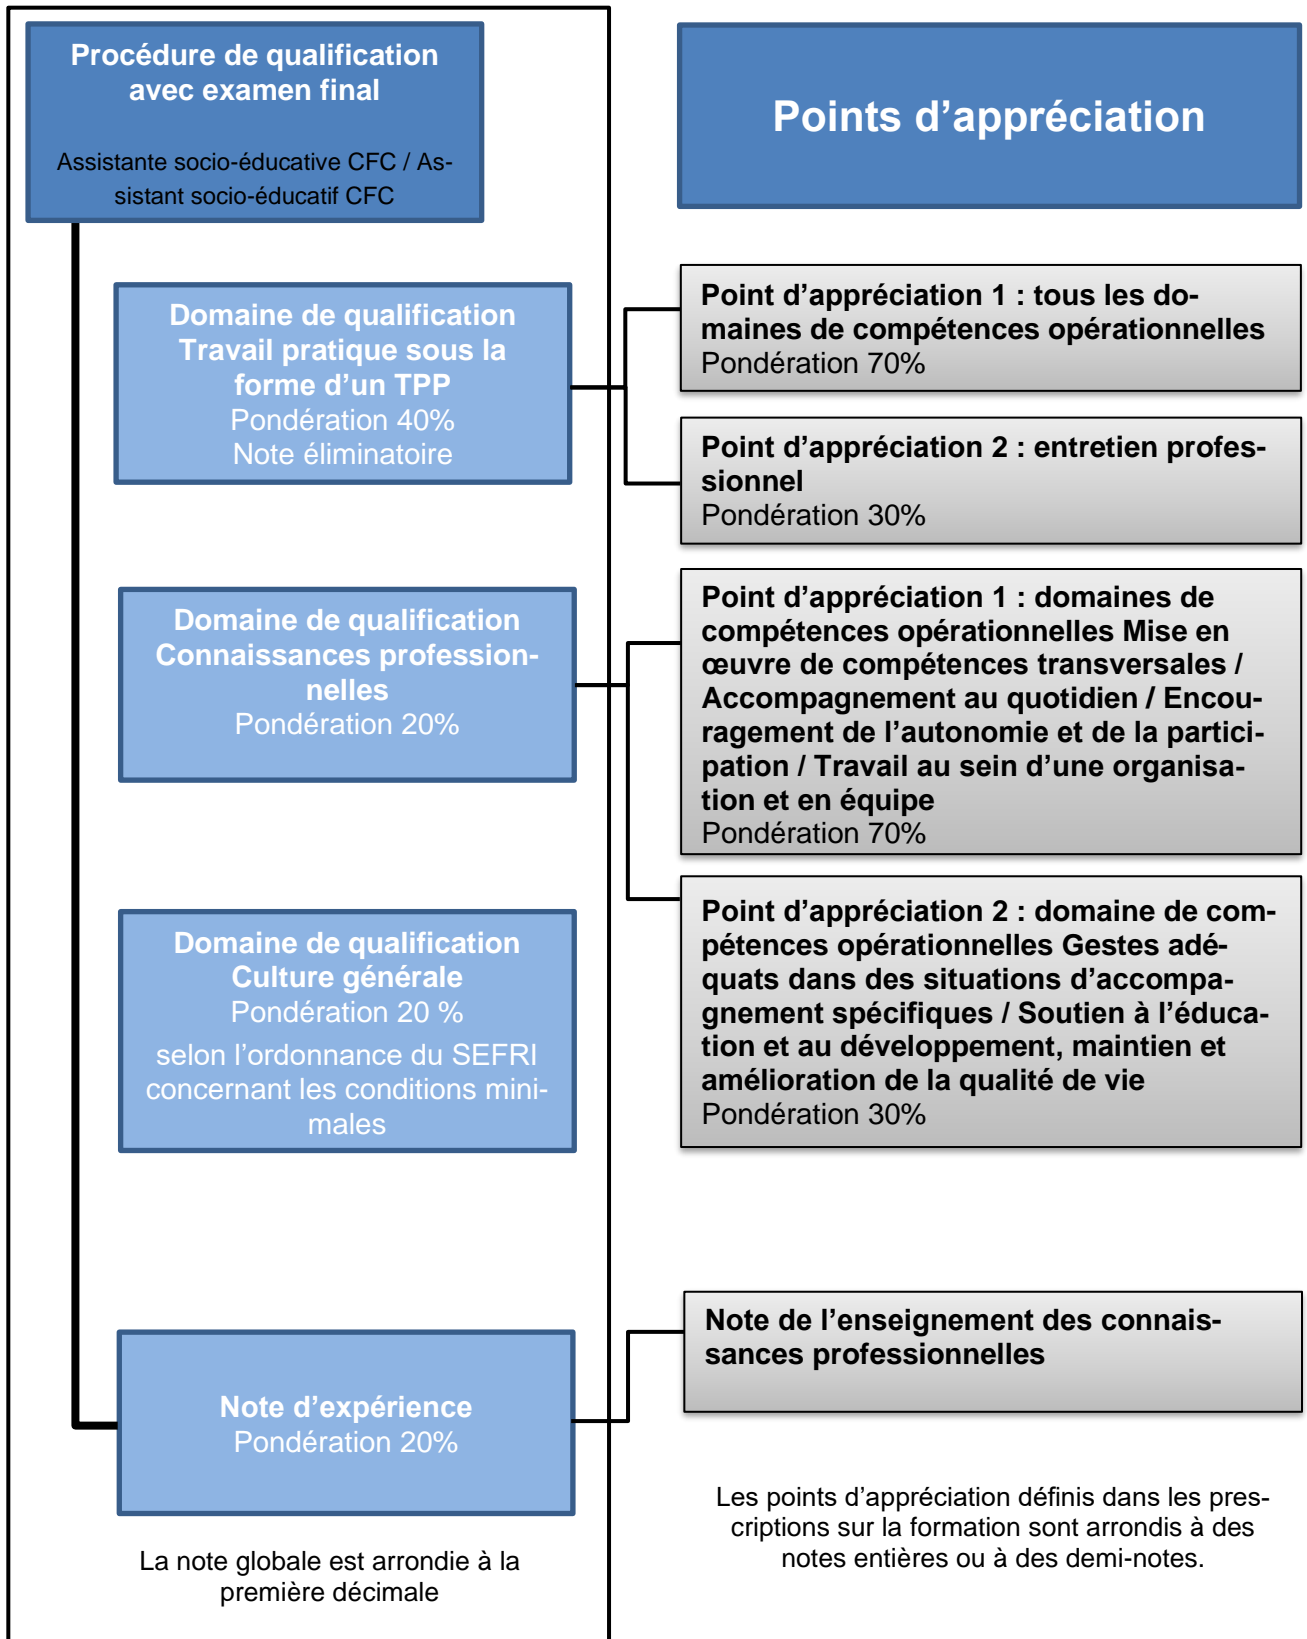 Procédure de qualification
avec examen final
Assistante socio-éducative CFC / As-
sistant socio-éducatif CFC
Points d’appréciation
Domaine de qualification
Travail pratique sous la
forme d’un TPP
Pondération 40%
Note éliminatoire
Point d’appréciation 1 : tous les do-
maines de compétences opérationnelles
Pondération 70%
Point d’appréciation 2 : entretien profes-
sionnel
Pondération 30%
Domaine de qualification
Connaissances profession-
nelles
Pondération 20%
Point d’appréciation 1 : domaines de
compétences opérationnelles Mise en
œuvre de compétences transversales /
Accompagnement au quotidien / Encou-
ragement de l’autonomie et de la partici-
pation / Travail au sein d’une organisa-
tion et en équipe
Pondération 70%
Point d’appréciation 2 : domaine de com-
pétences opérationnelles Gestes adé-
quats dans des situations d’accompa-
gnement spécifiques / Soutien à l’éduca-
tion et au développement, maintien et
amélioration de la qualité de vie
Pondération 30%
Domaine de qualification
Culture générale
Pondération 20 %
selon l’ordonnance du SEFRI
concernant les conditions mini-
males
Note d’expérience
Pondération 20%
Note de l’enseignement des connais-
sances professionnelles
La note globale est arrondie à la
première décimale
Les points d’appréciation définis dans les pres-
criptions sur la formation sont arrondis à des
notes entières ou à des demi-notes.